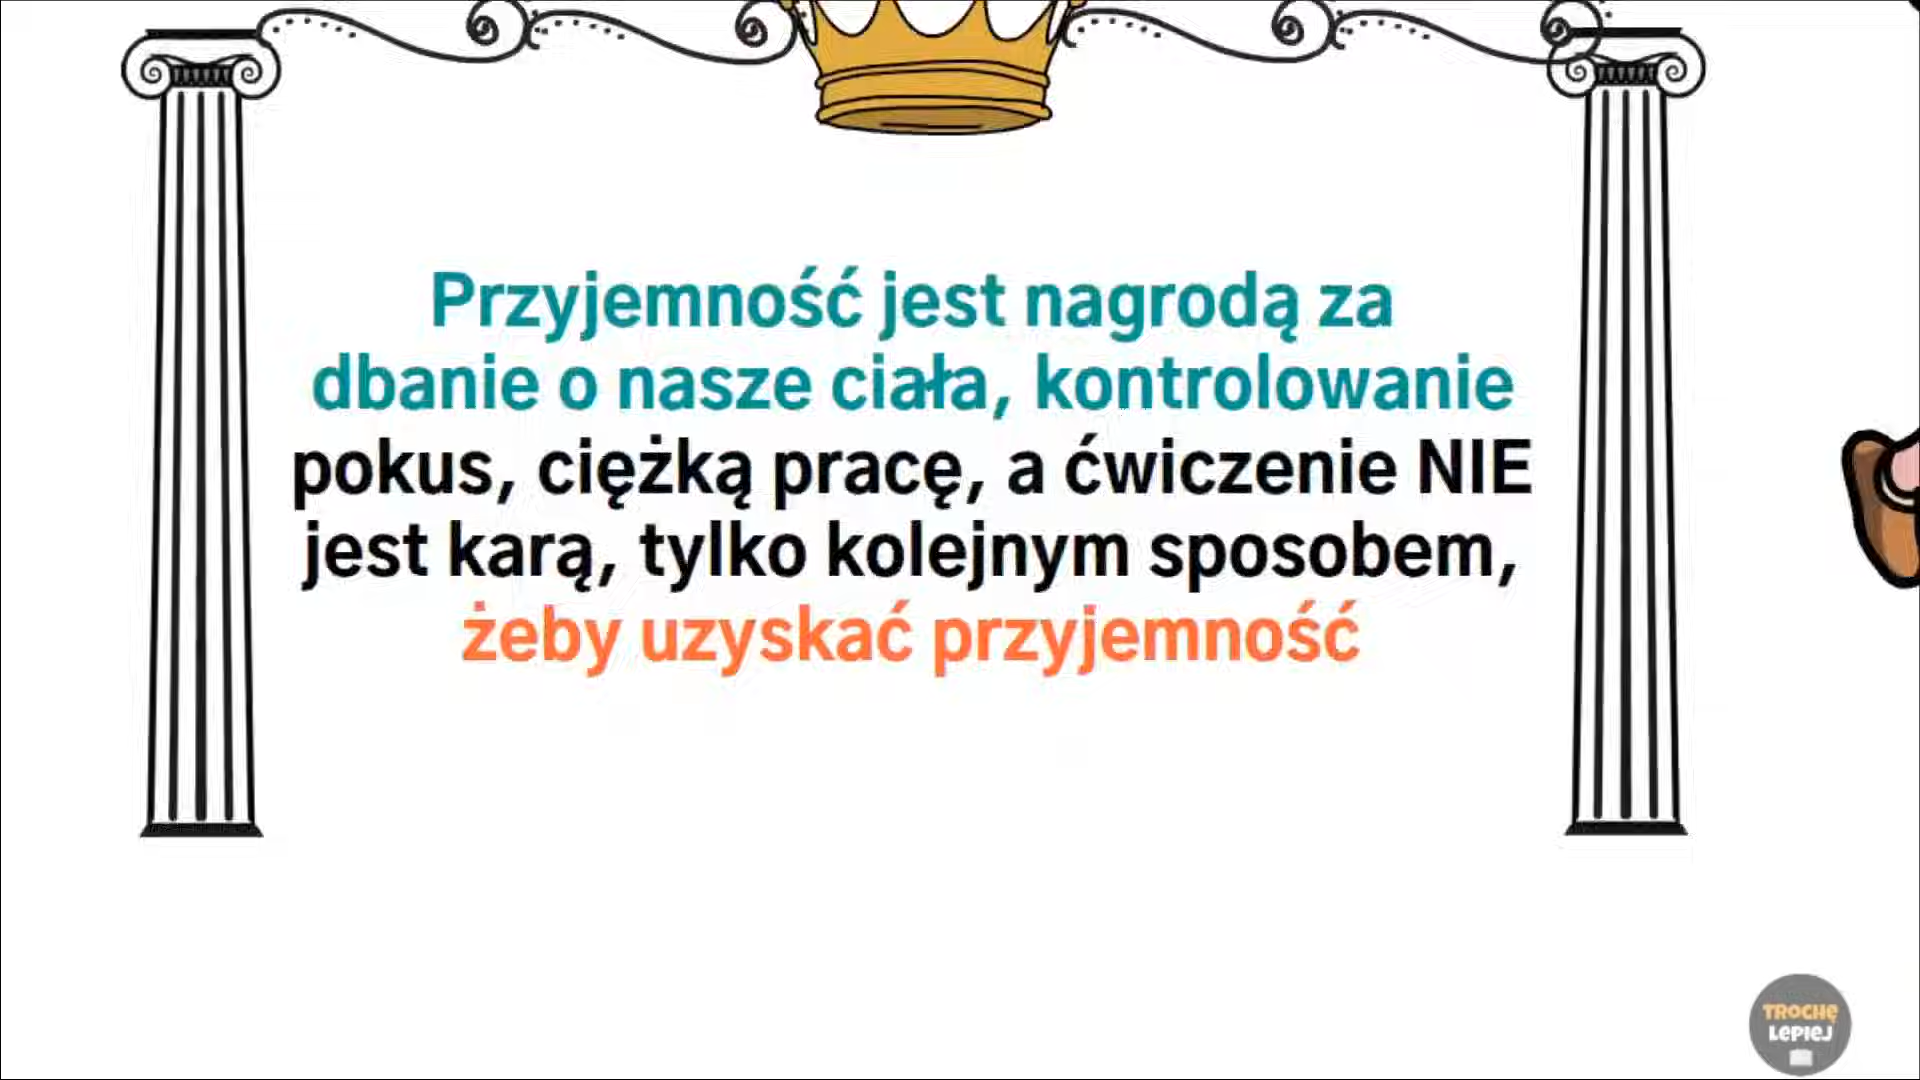 Przyjemność jest nagrodą za
dbanie o nasze ciała, kontrolowanie
pokus, ciężką pracę, a ćwiczenie NIE
jest karą, tylko kolejnym sposobem,
żeby uzyskać przyjemność
TROCHĘ
LEPIEJ